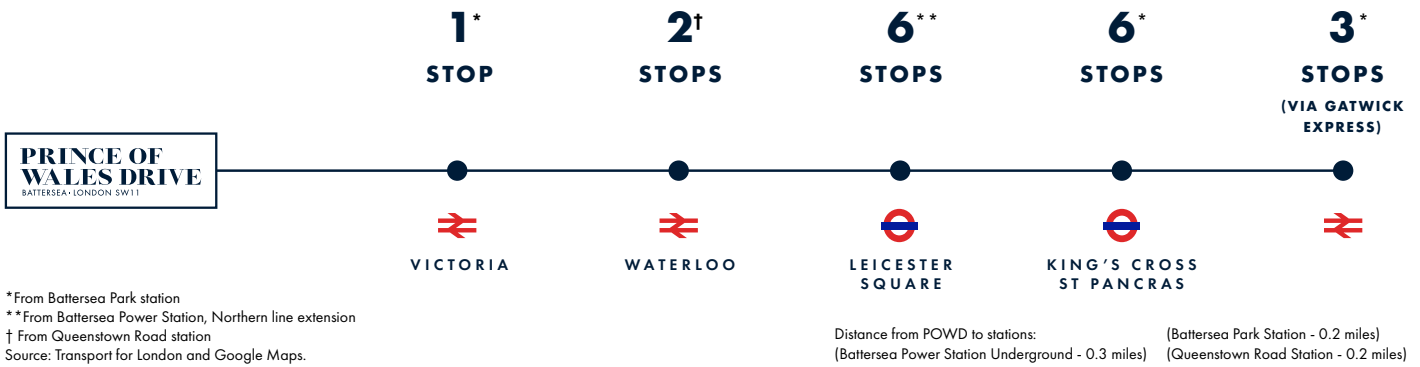 1* 2† 6** 6* 3*
STOP STOPS STOPS STOPS STOPS
(VIA GATWICK
EXPRESS)
PRINCE OF
WALES DRIVE
BATTERSEA • LONDON SW11
VICTORIA WATERLOO LEICESTER KING'S CROSS
SQUARE ST PANCRAS
*From Battersea Park station
**From Battersea Power Station, Northern line extension
† From Queenstown Road station
Source: Transport for London and Google Maps.
Distance from POWD to stations: (Battersea Park Station - 0.2 miles)
(Battersea Power Station Underground - 0.3 miles) (Queenstown Road Station - 0.2 miles)